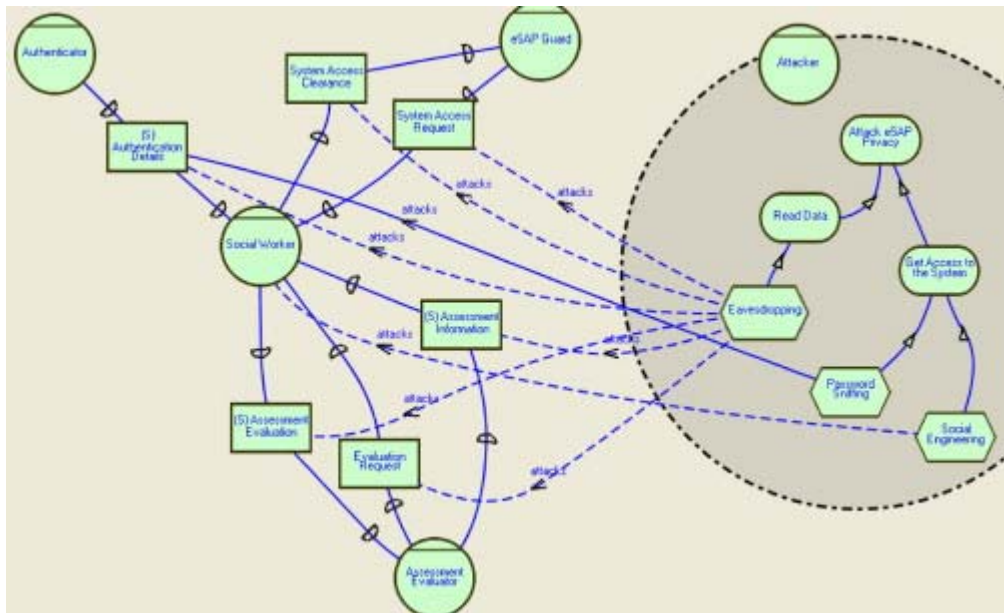 Authenticator
eSAP Guard
Attacker
System Access
Clearance
System Access
Request
(S)
Authentication
Details
Attack eSAP
Privacy
attacks
attacks
attacks
attacks
Read Data
Social Worker
Get Access to
the System
(S) Assessment
Information
Eavesdropping
attacks
attacks
Password
Sniffing
attacks
(S) Assessment
Evaluation
Evaluation
Request
Social
Engineering
attacks
Assessment
Evaluator